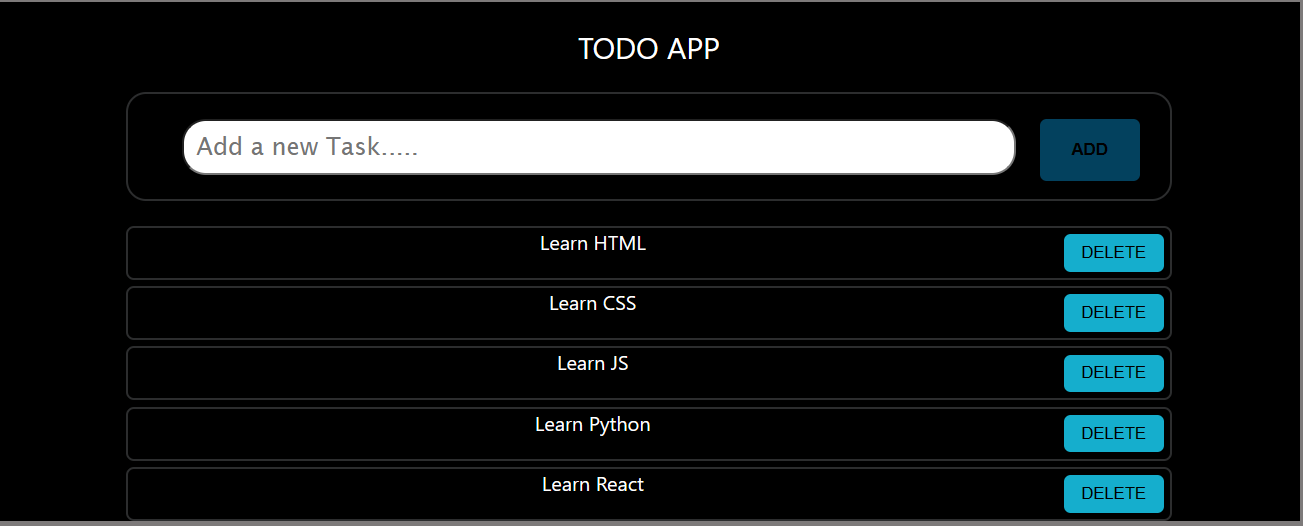 TODO APP
Add a new Task.....
ADD
Learn HTML
DELETE
Learn CSS
DELETE
Learn JS
DELETE
Learn Python
DELETE
Learn React
DELETE